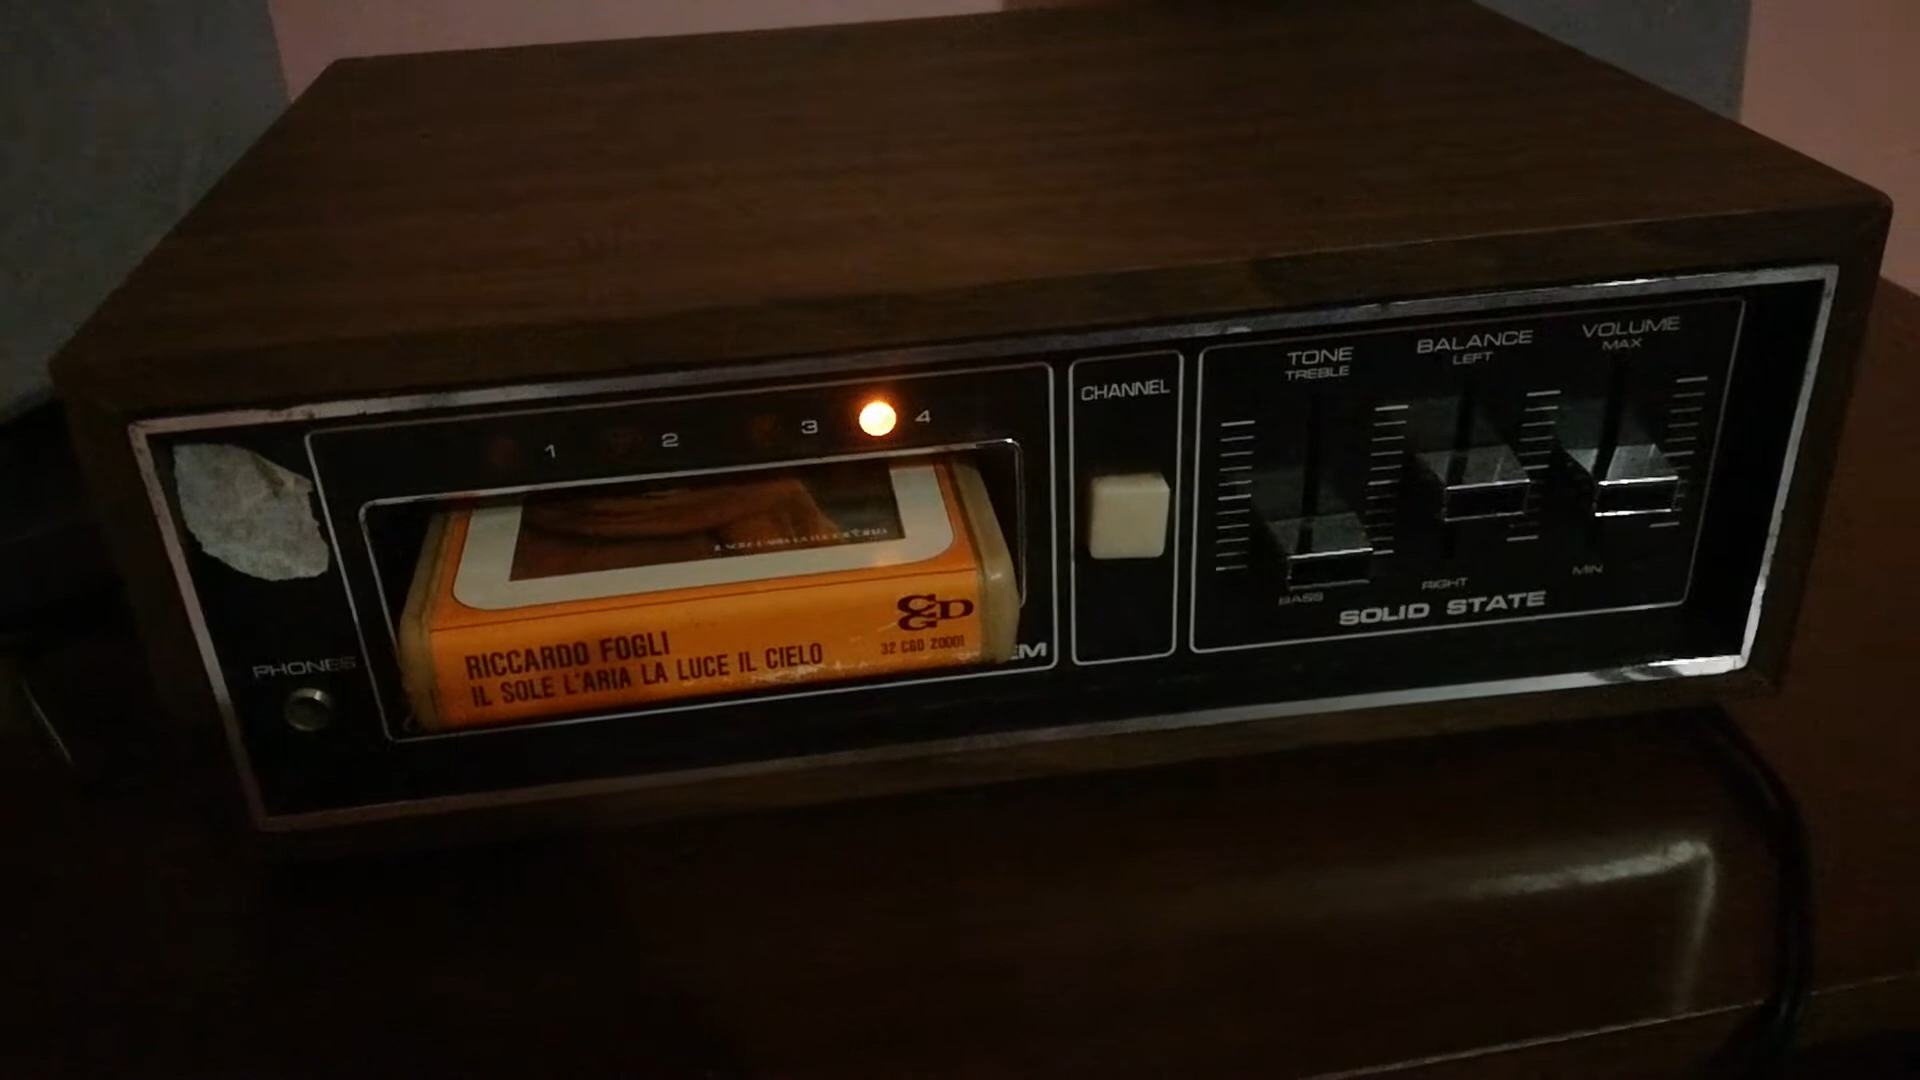 TONE
TREBLE
BALANCE
LEFT
VOLUME
MAX
CHANNEL
1 2 3 4
BASS
RIGHT
MIN
SOLID STATE
PHONES
CGD
RICCARDO FOGLI
IL SOLE L'ARIA LA LUCE IL CIELO
32 CGD 20001
EM